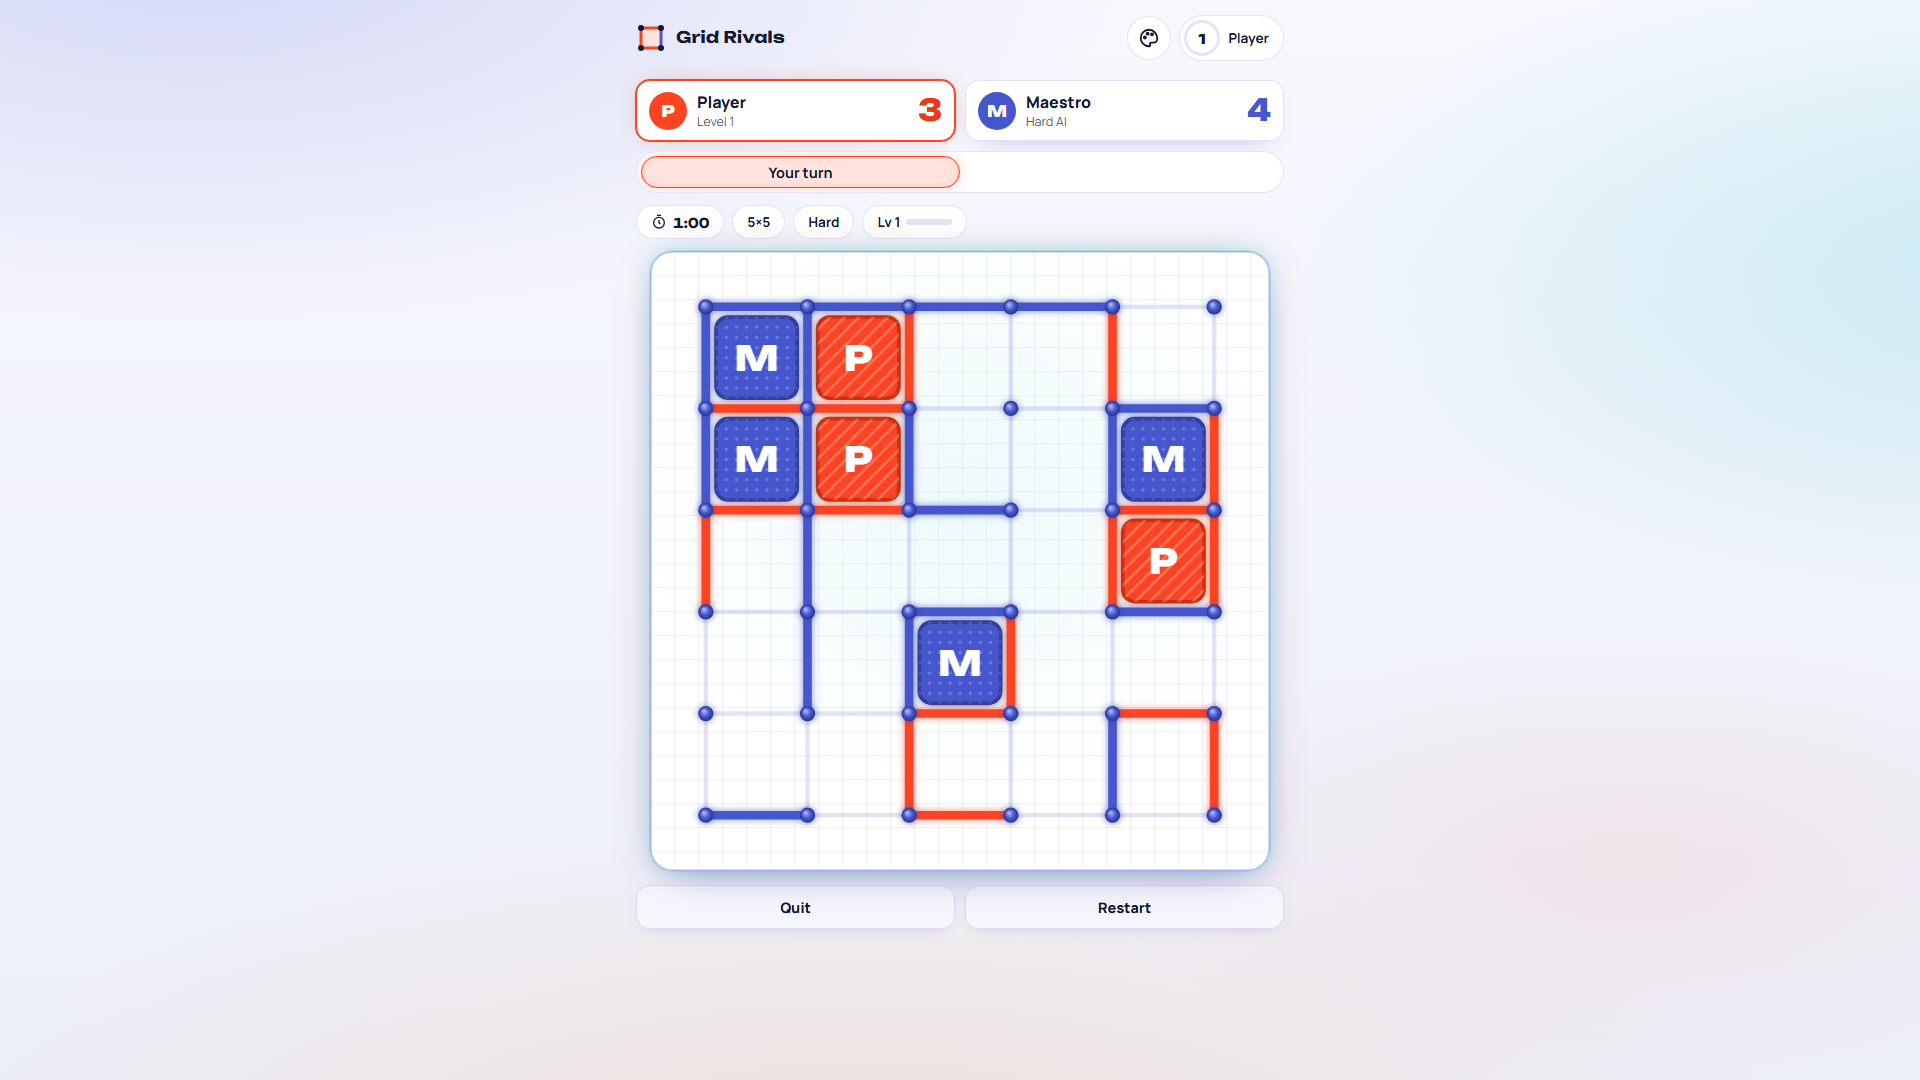 Grid Rivals
1 Player
P Player 3
Level 1
M Maestro 4
Hard AI
Your turn
1:00 5×5 Hard Lv 1
M P
M P M
P
M
Quit Restart